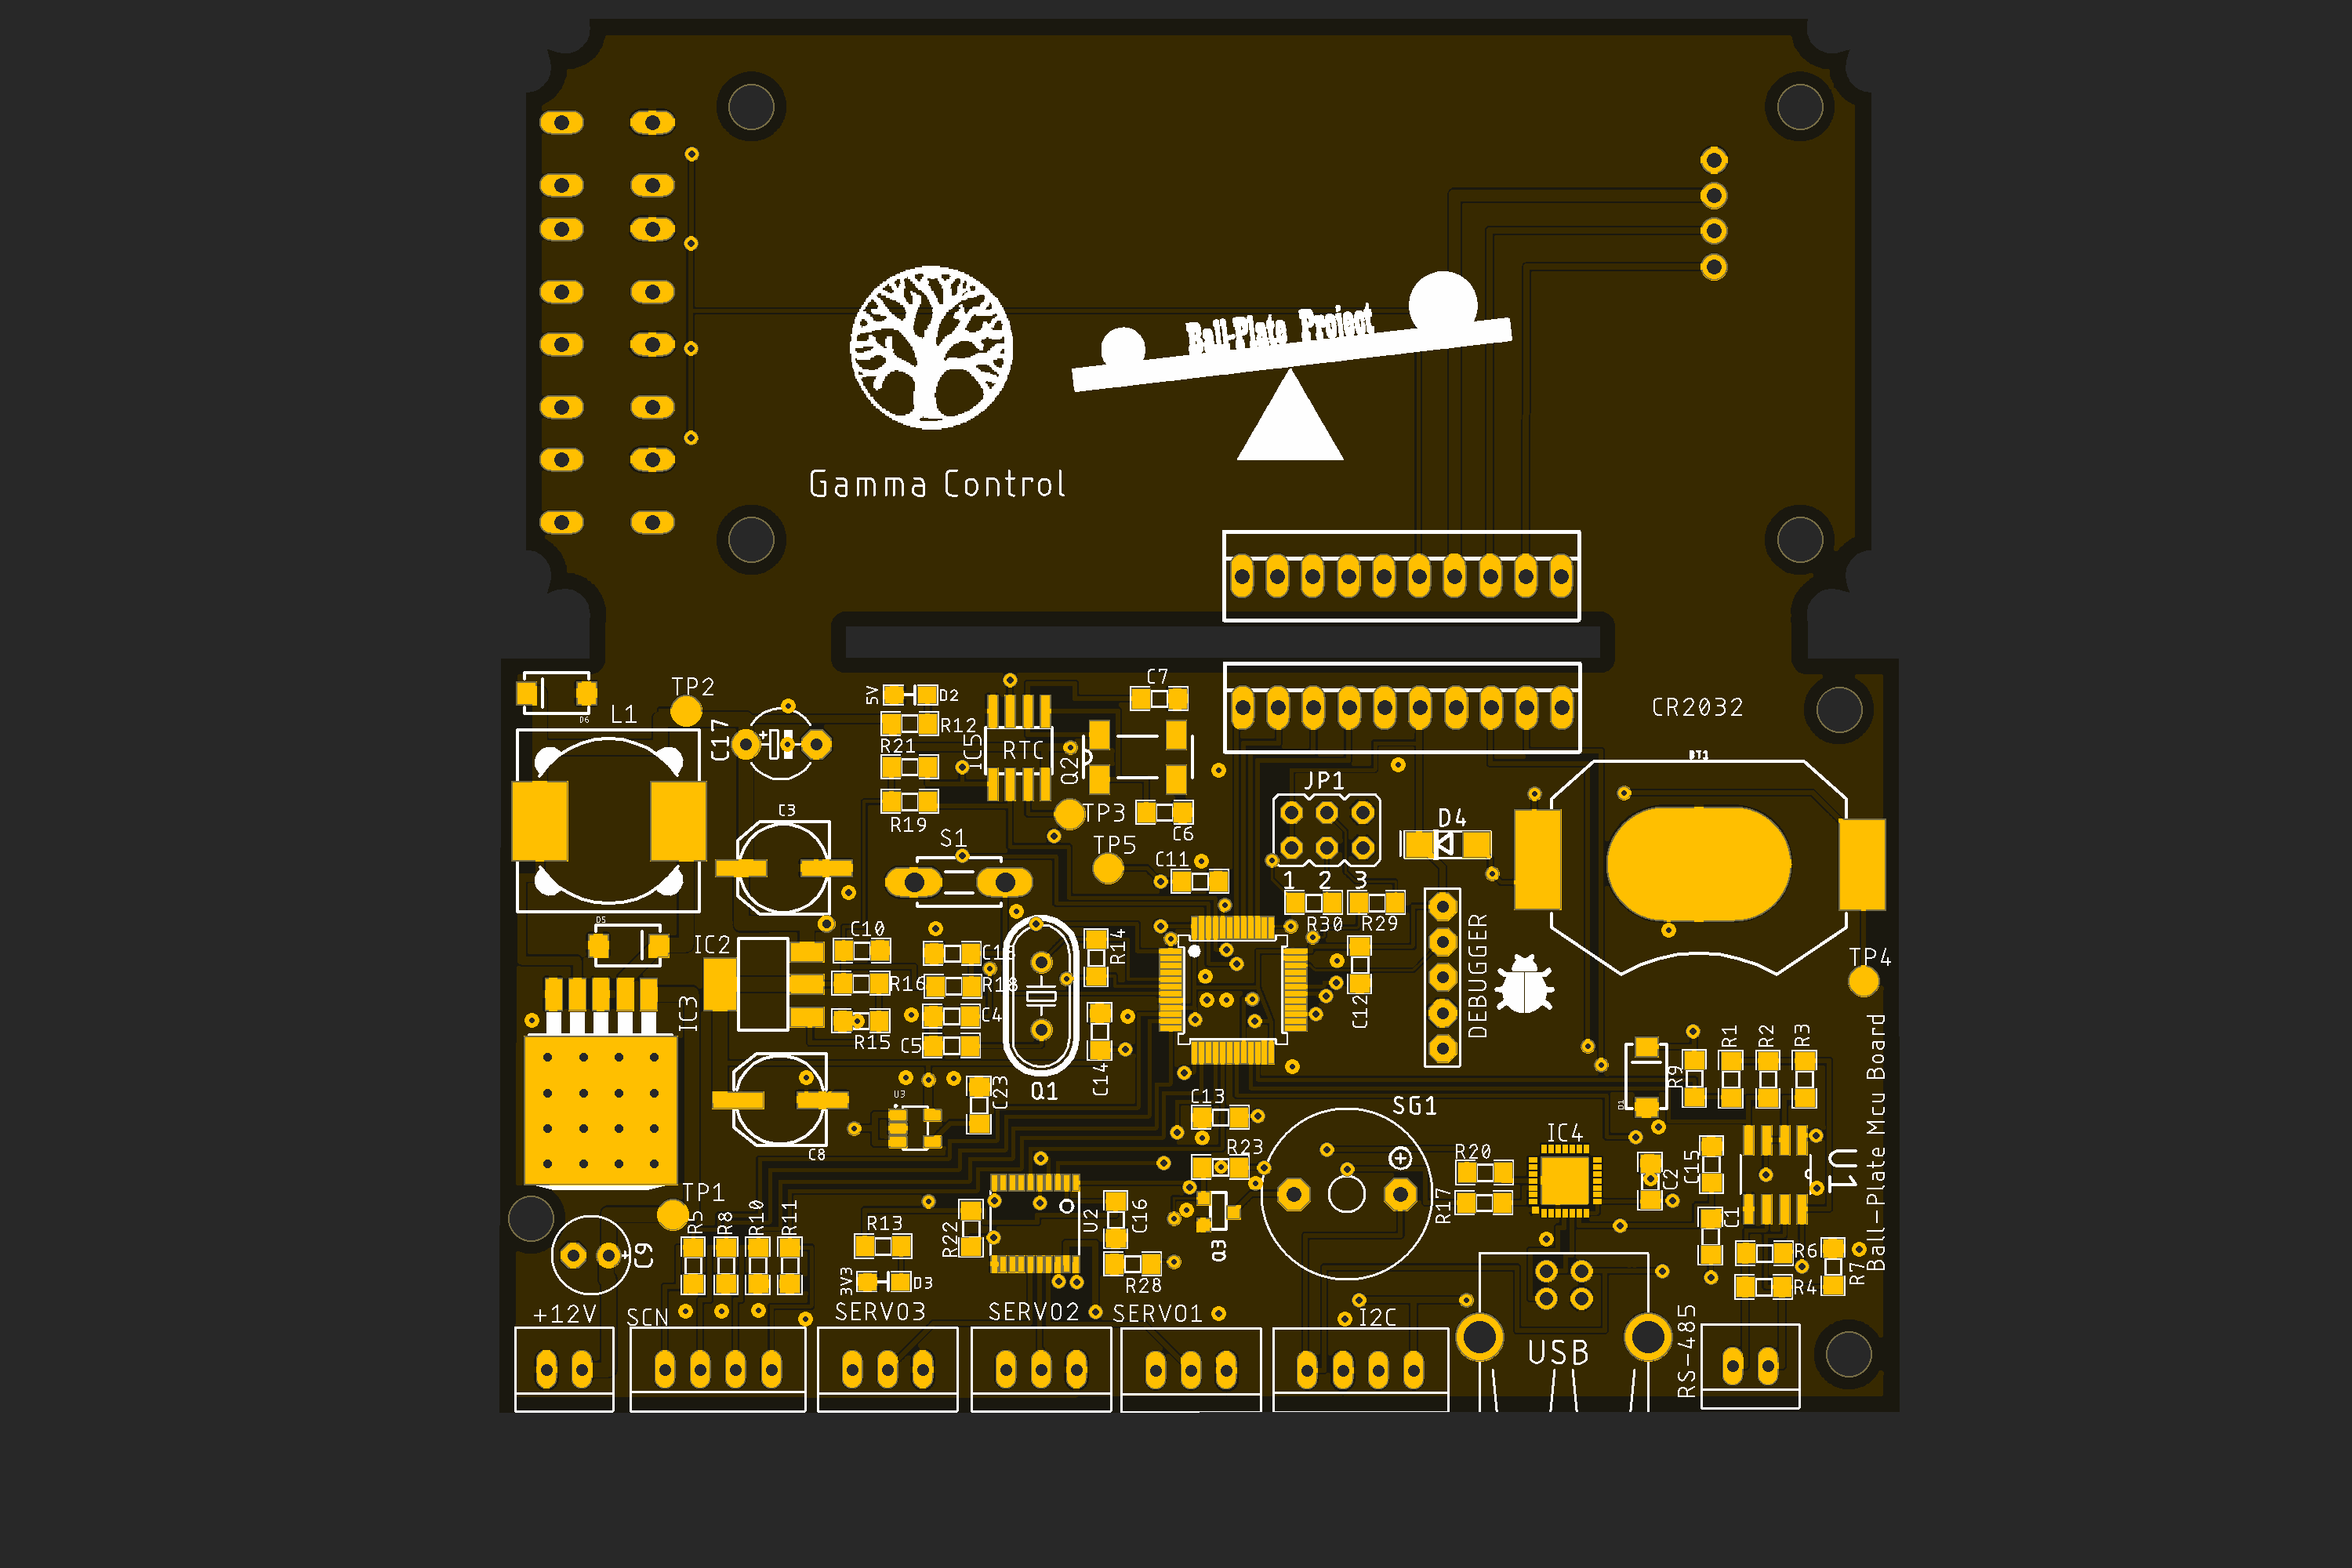 Ball-Plate Project
Gamma Control
TP2
L1
D6
C17
5V
D2
R12
R21
IC5
RTC
Q2
C7
CR2032
C3
R19
S1
TP3
TP5
C6
C11
JP1
1 2 3
D4
BT1
R30
R29
D5
IC2
C10
R14
DEBUGGER
TP4
IC3
R16
R18
C4
C12
R15
C5
Q1
C14
C23
U3
C8
C13
SG1
R9
R1
R2
R3
D1
Ball-Plate Mcu Board
R23
R20
IC4
C2
C15
U1
TP1
R5
R8
R10
R11
R13
R22
U2
C16
Q3
R17
C1
C9
3V3
D3
R28
R6
R4
R7
+12V
SCN
SERVO3
SERVO2
SERVO1
I2C
USB
RS-485